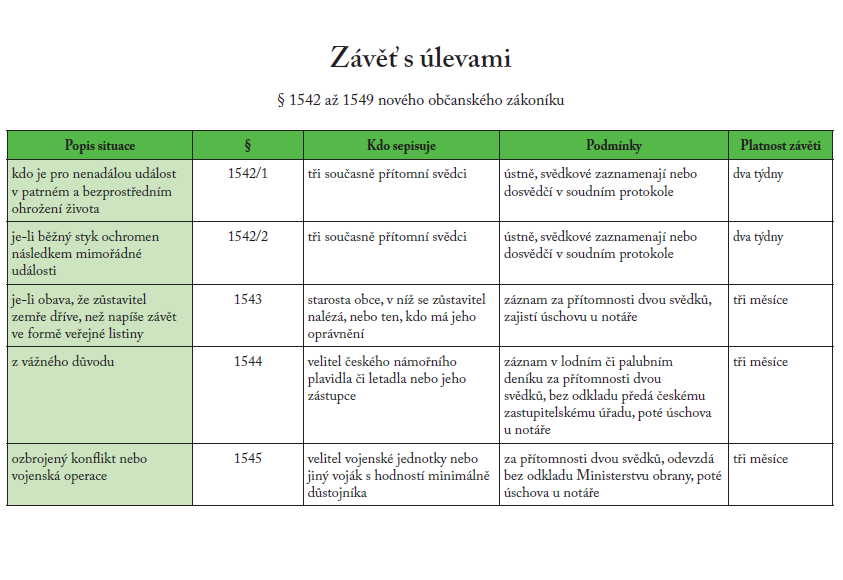 Závěť s úlevami
§ 1542 až 1549 nového občanského zákoníku
Popis situace § Kdo sepisuje Podmínky Platnost závěti
kdo je pro nenadálou událost 1542/1 tři současně přítomní svědci ústně, svědkové zaznamenají nebo dva týdny
v patrném a bezprostředním dosvědčí v soudním protokole
ohrožení života
je-li běžný styk ochromen 1542/2 tři současně přítomní svědci ústně, svědkové zaznamenají nebo dva týdny
následkem mimořádné dosvědčí v soudním protokole
události
je-li obava, že zůstavitel 1543 starosta obce, v níž se zůstavitel záznam za přítomnosti dvou svědků, tři měsíce
zemře dříve, než napíše závět nalézá, nebo ten, kdo má jeho zajistí úschovu u notáře
ve formě veřejné listiny oprávnění
z vážného důvodu 1544 velitel českého námořního záznam v lodním či palubním tři měsíce
plavidla či letadla nebo jeho deníku za přítomnosti dvou
zástupce svědků, bez odkladu předá českému
zastupitelskému úřadu, poté úschova
u notáře
ozbrojený konflikt nebo 1545 velitel vojenské jednotky nebo za přítomnosti dvou svědků, odevzdá tři měsíce
vojenská operace jiný voják s hodností minimálně bez odkladu Ministerstvu obrany, poté
důstojníka úschova u notáře